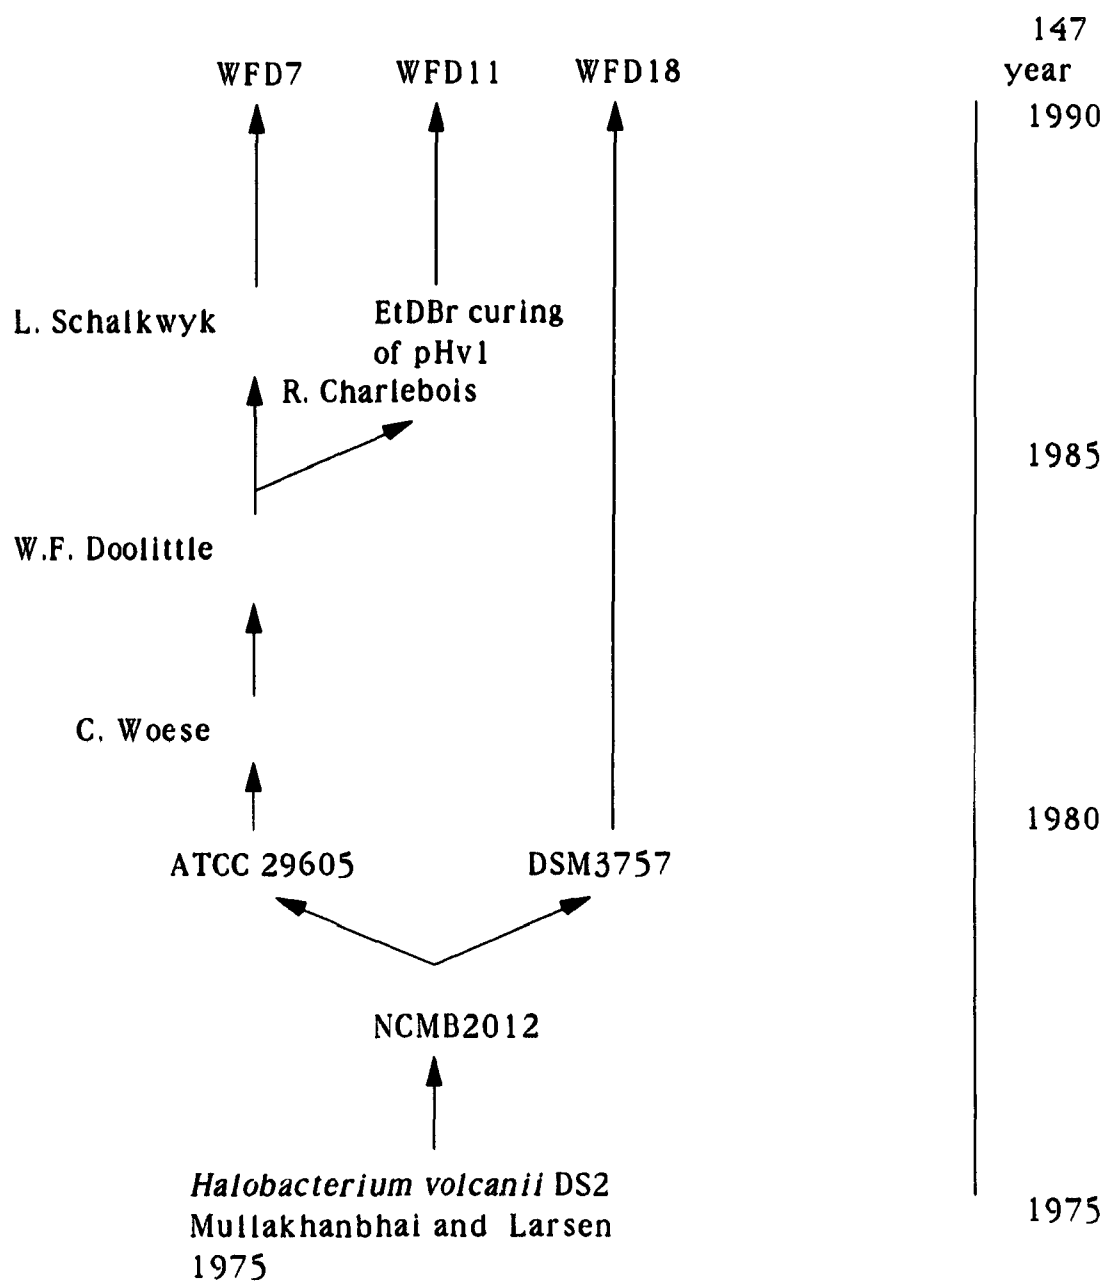 147
WFD7 WFD11 WFD18 year
1990
L. Schalkwyk
EtDBr curing
of pHv1
R. Charlebois
1985
W.F. Doolittle
C. Woese
1980
ATCC 29605 DSM3757
NCMB2012
Halobacterium volcanii DS2
Mullakhanbhai and Larsen
1975
1975